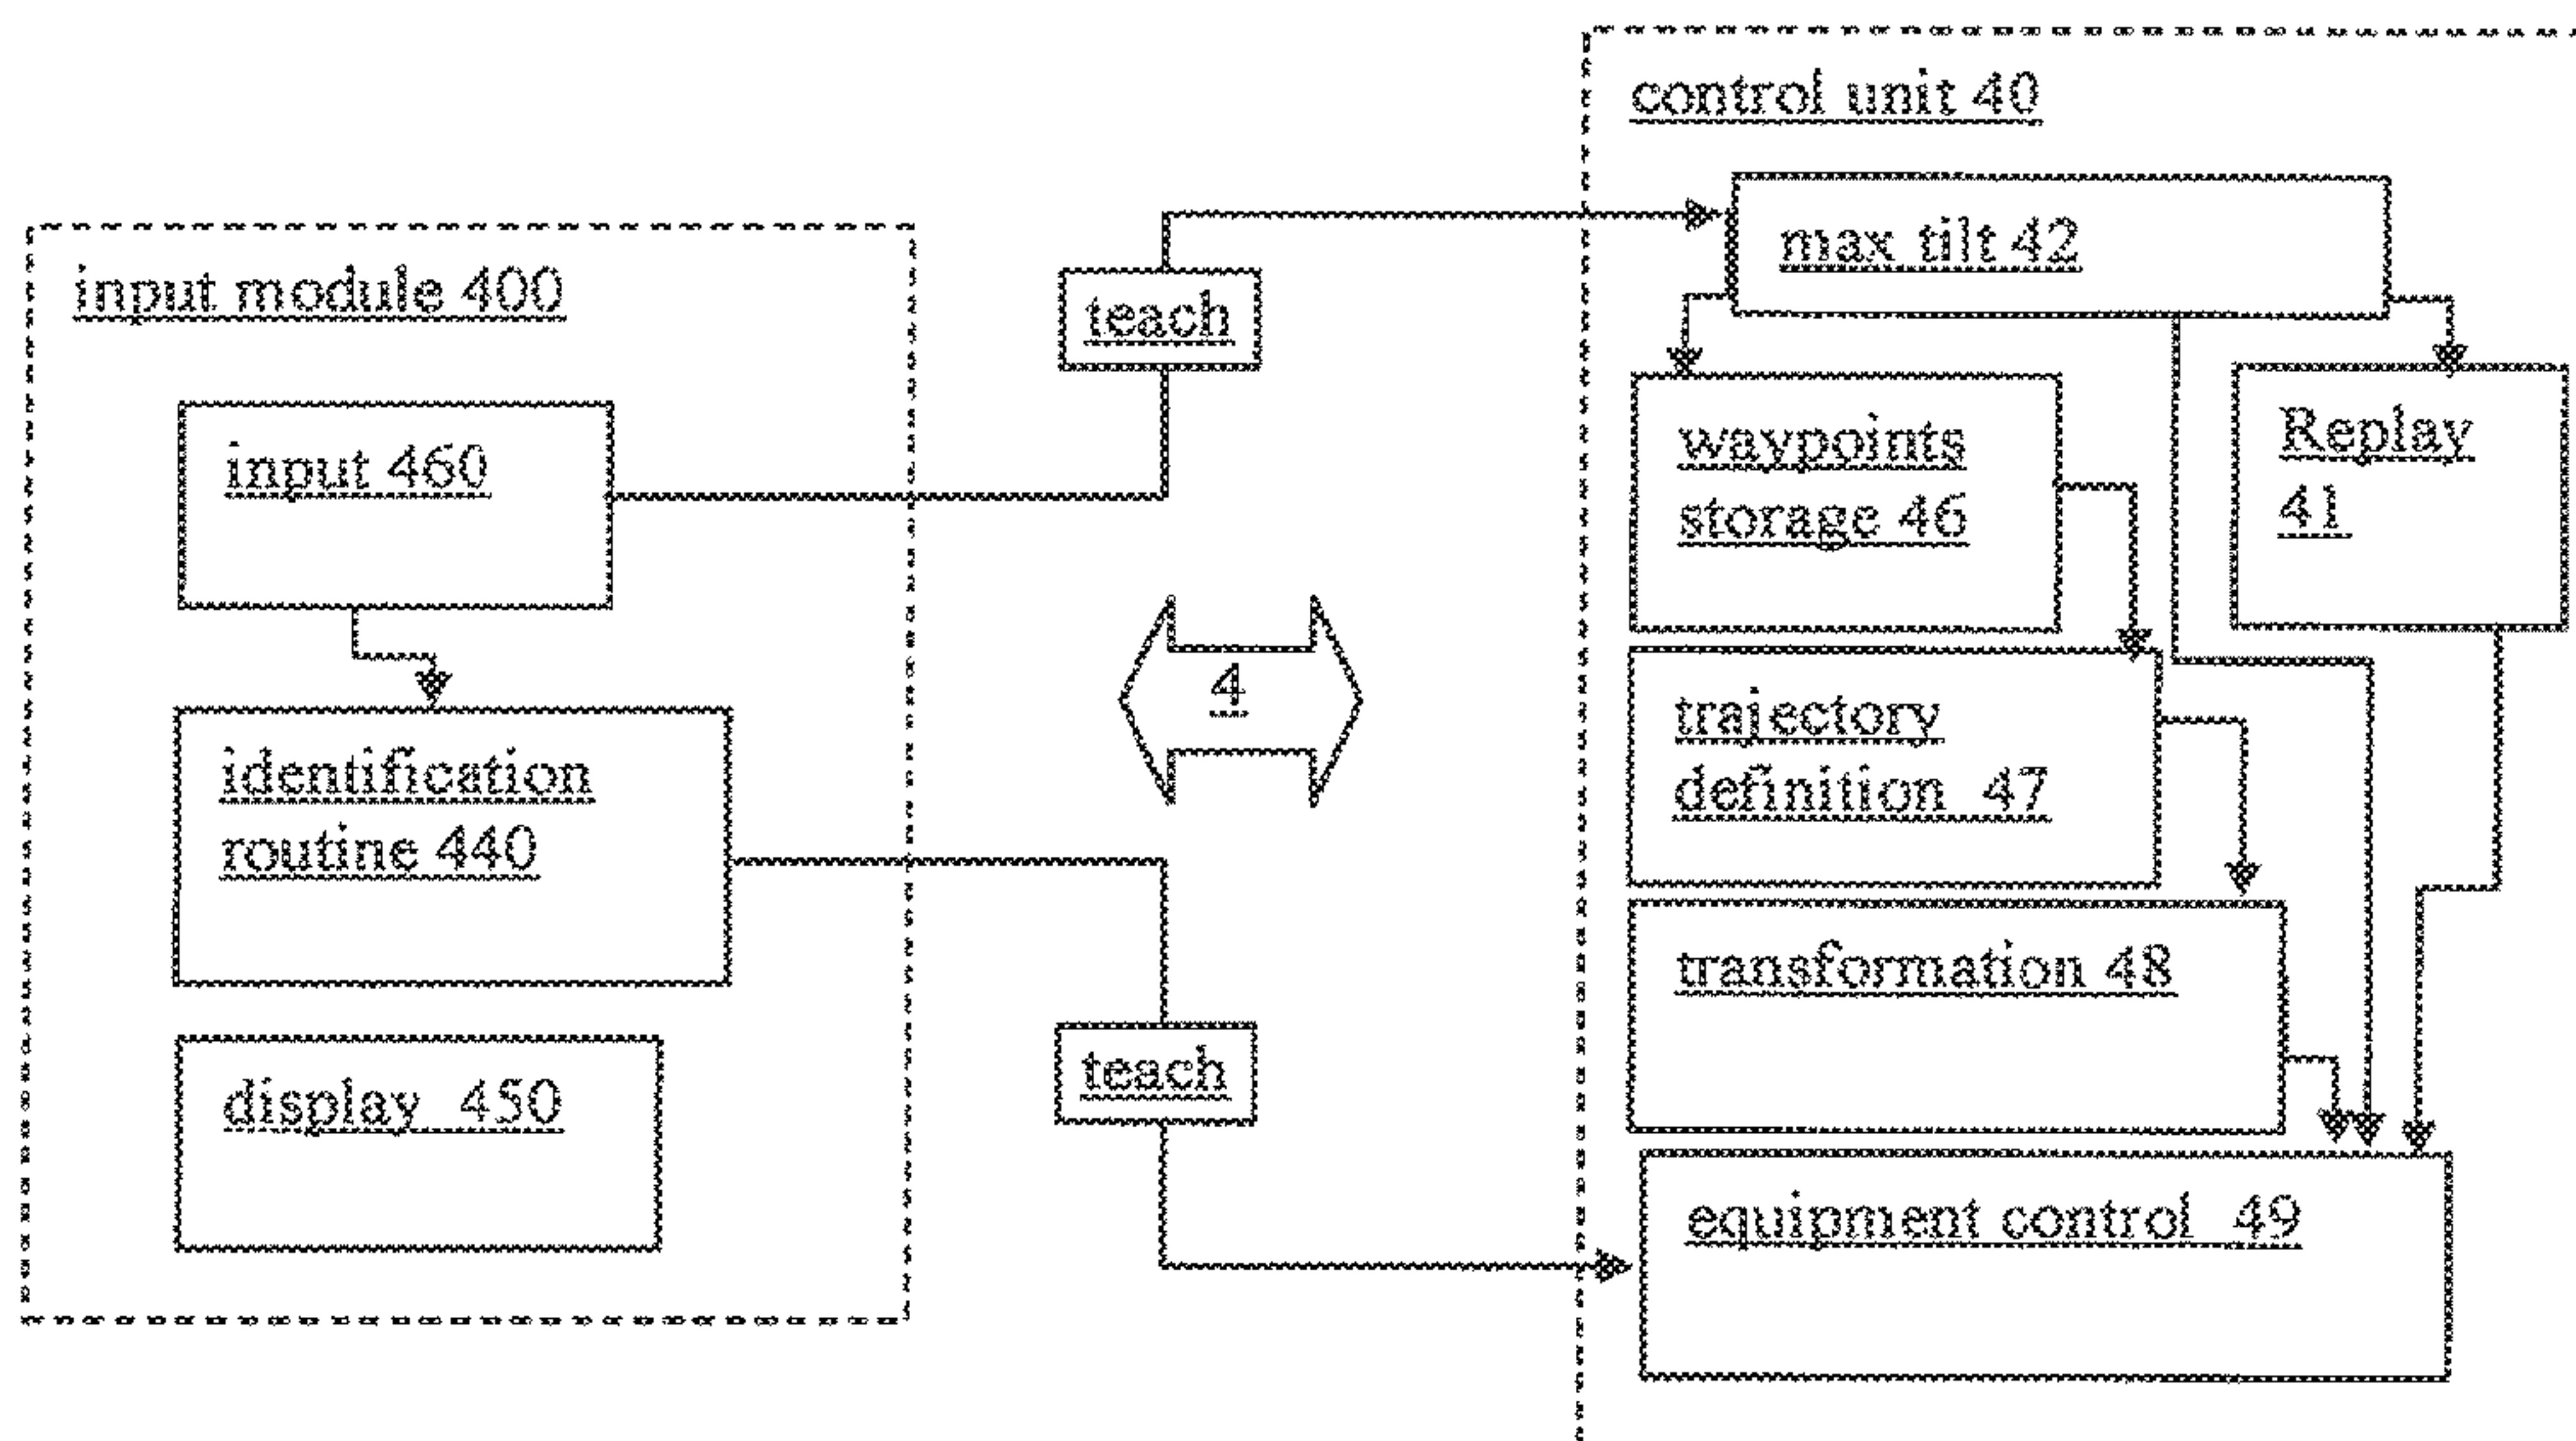 control unit 40
max tilt 42
input module 400
teach
input 460
waypoints
storage 46
Replay
41
4
identification
routine 440
trajectory
definition 47
transformation 48
display 450
teach
equipment control 49